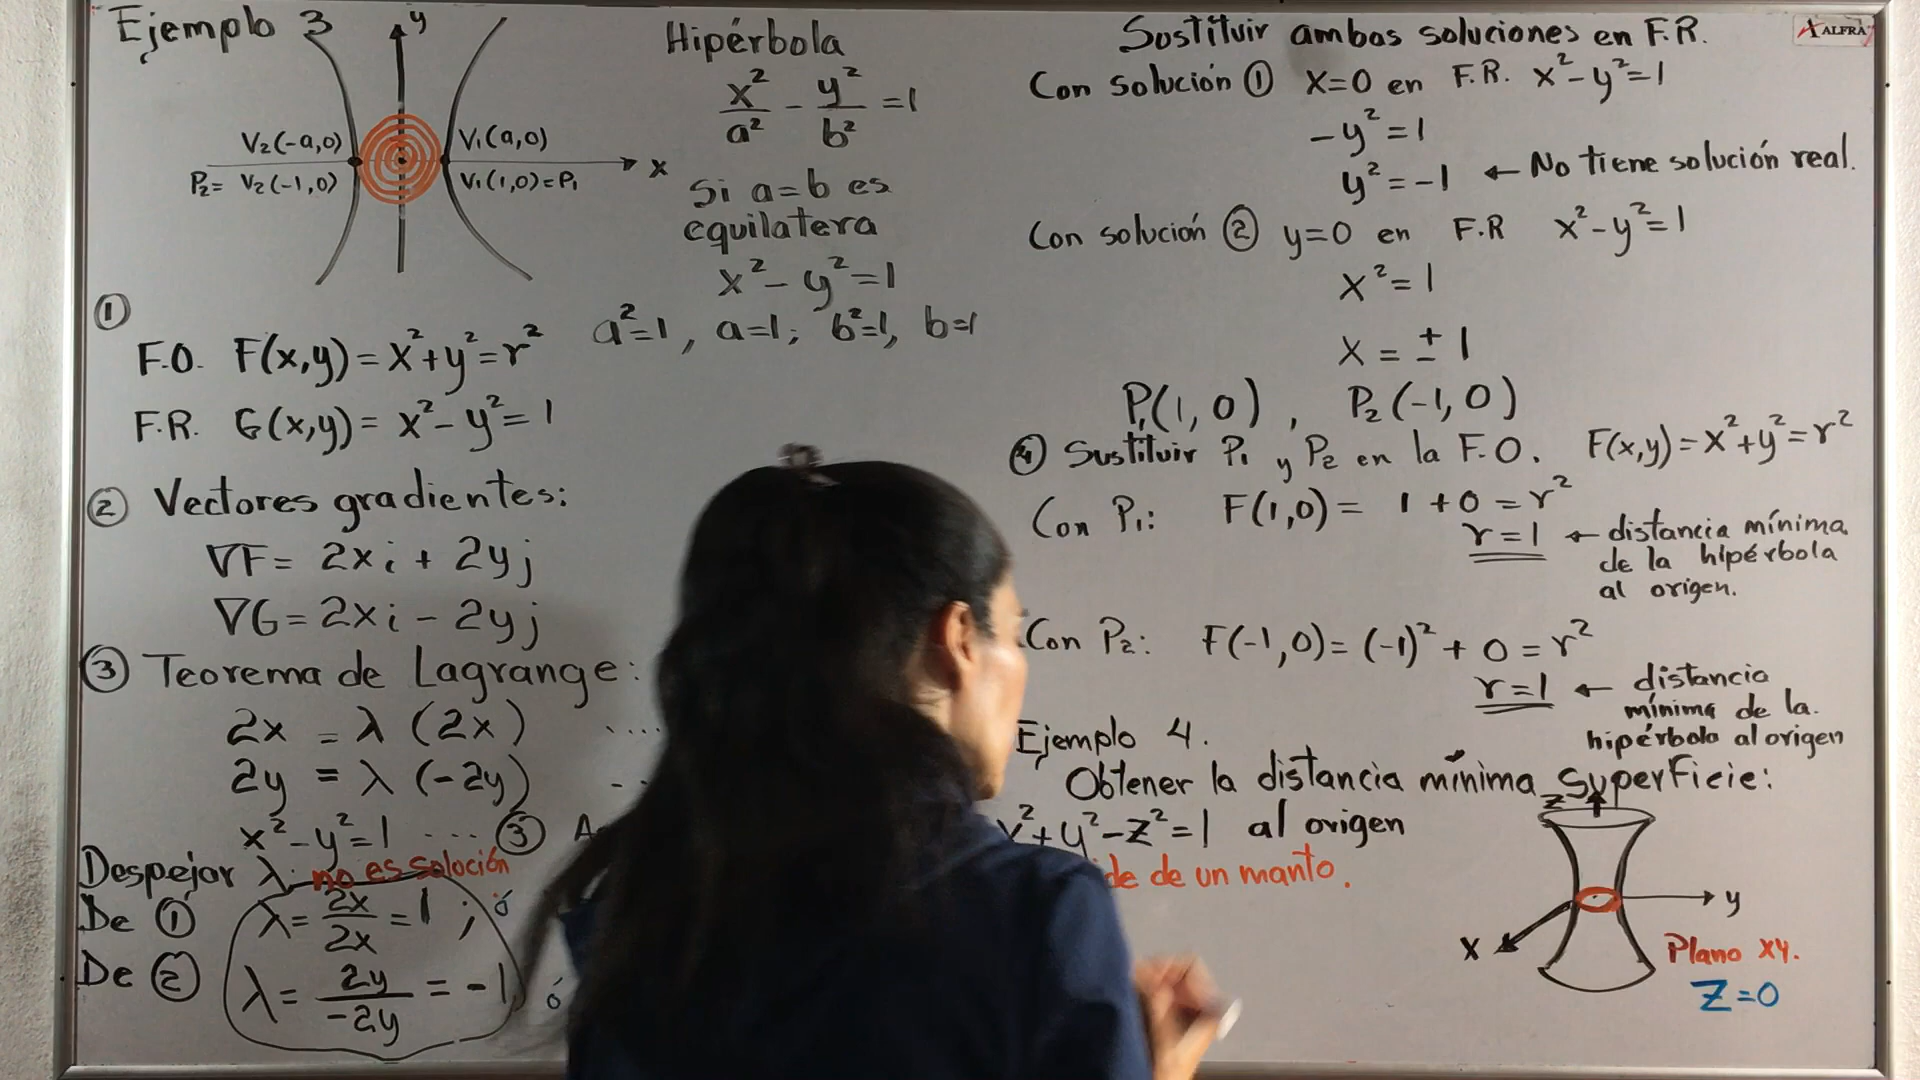 Ejemplo 3
y
V₂(-a,0)
V₁(a,0)
x
P₂= V₂(-1,0)
V₁(1,0)=P₁
Hipérbola
x²/a² - y²/b² =1
Si a=b es
equilatera
x² - y² =1
a²=1, a=1; b²=1, b=1
①
F.O. F(x,y)= x²+y²=r²
F.R. G(x,y)= x²-y²= 1
② Vectores gradientes:
∇F= 2xi + 2yj
∇G= 2xi - 2yj
③ Teorema de Lagrange:
2x = λ (2x) ....
2y = λ (-2y) - -
x²-y²=1 .... ③
Despejar λ: no es solución
De ① λ= 2x/2x =1 ; ó
De ② λ= 2y/-2y = -1, ó
Sostituir ambas soluciones en F.R.
ALFRA
Con solución ① x=0 en F.R. x²-y²=1
-y²=1
y²=-1 ← No tiene solución real.
Con solución ② y=0 en F.R x²-y²=1
x²=1
x = ± 1
P₁(1,0), P₂(-1,0)
④ Sustituir P₁ y P₂ en la F.O. F(x,y)=x²+y²=r²
Con P₁: F(1,0)= 1+0=r²
r=1 ← distancia mínima
de la hipérbola
al origen.
Con P₂: F(-1,0)=(-1)²+0=r²
r=1 ← distancia
mínima de la
hipérbola al origen
Ejemplo 4.
Obtener la distancia mínima superficie:
x²+y²-z²=1 al origen
de de un manto.
z
y
x
Plano XY.
Z=0